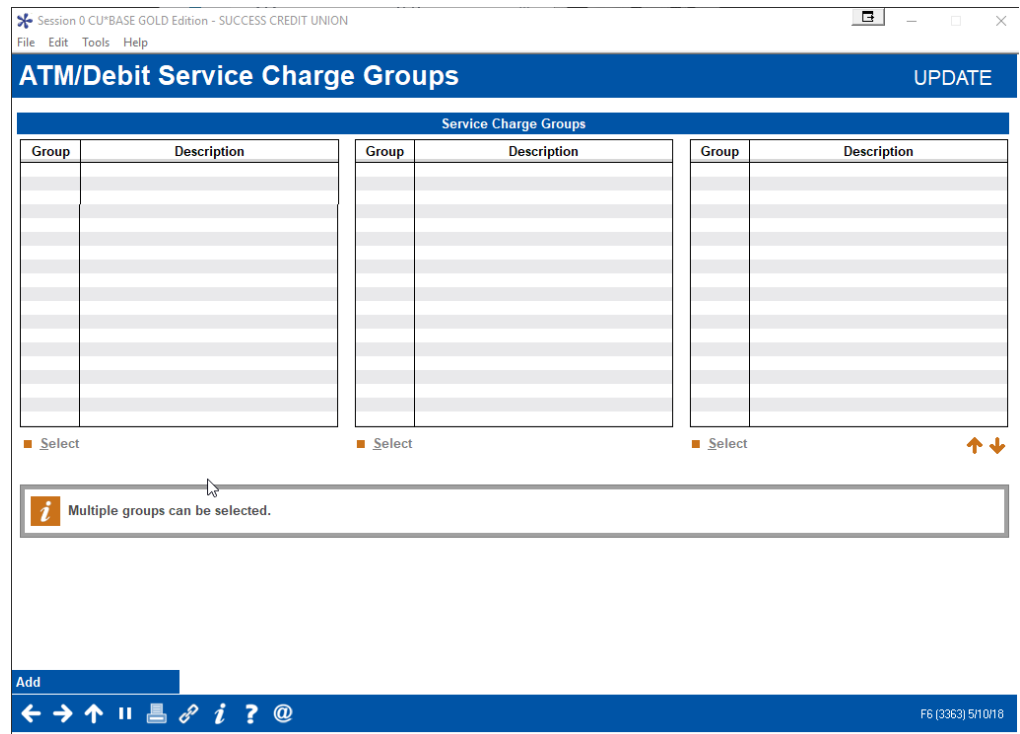 Session 0 CU*BASE GOLD Edition - SUCCESS CREDIT UNION
File Edit Tools Help
ATM/Debit Service Charge Groups UPDATE
Service Charge Groups
Group Description Group Description Group Description
Select Select Select
i Multiple groups can be selected.
Add
i ? @ F6 (3363) 5/10/18